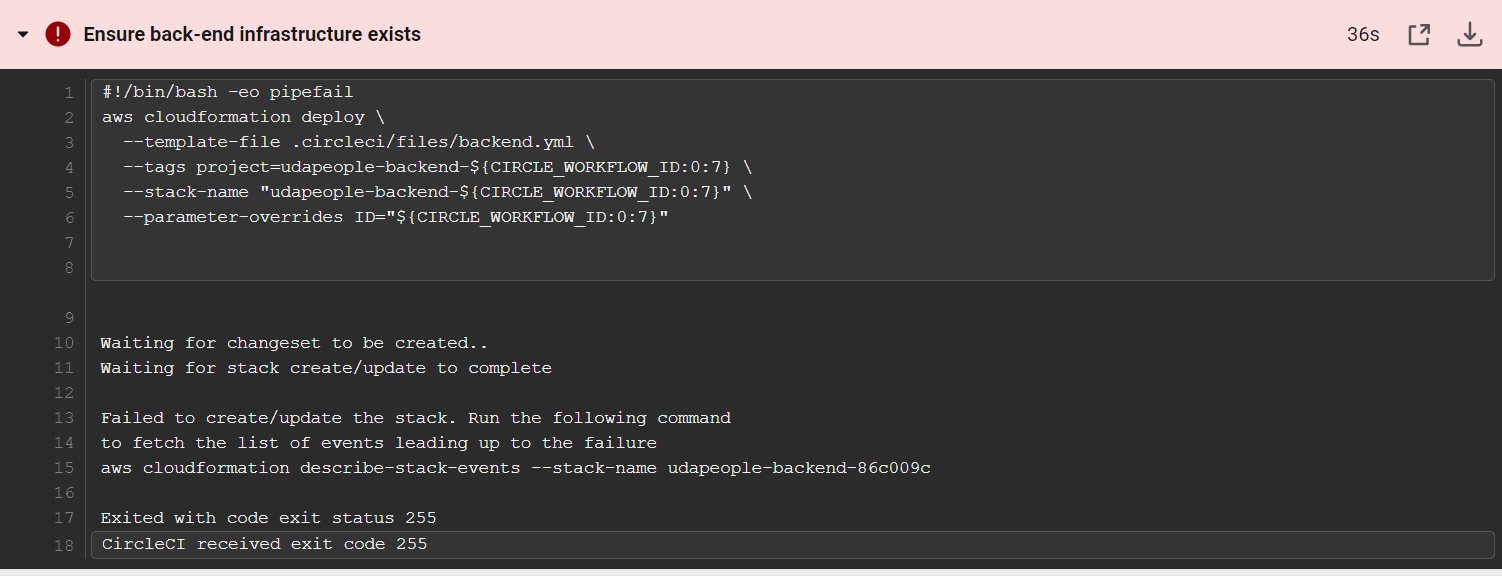 Ensure back-end infrastructure exists 36s
1 #!/bin/bash -eo pipefail
2 aws cloudformation deploy \
3 --template-file .circleci/files/backend.yml \
4 --tags project=udapeople-backend-${CIRCLE_WORKFLOW_ID:0:7} \
5 --stack-name "udapeople-backend-${CIRCLE_WORKFLOW_ID:0:7}" \
6 --parameter-overrides ID="${CIRCLE_WORKFLOW_ID:0:7}"
7
8
9
10 Waiting for changeset to be created..
11 Waiting for stack create/update to complete
12
13 Failed to create/update the stack. Run the following command
14 to fetch the list of events leading up to the failure
15 aws cloudformation describe-stack-events --stack-name udapeople-backend-86c009c
16
17 Exited with code exit status 255
18 CircleCI received exit code 255